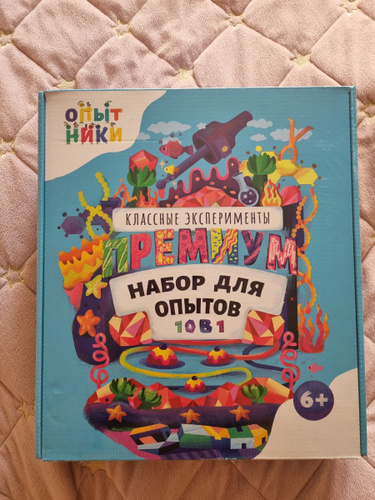 ОПЫТ
НИКИ
КЛАССНЫЕ ЭКСПЕРИМЕНТЫ
ПРЕМИУМ
НАБОР ДЛЯ
ОПЫТОВ
10 В 1
6+